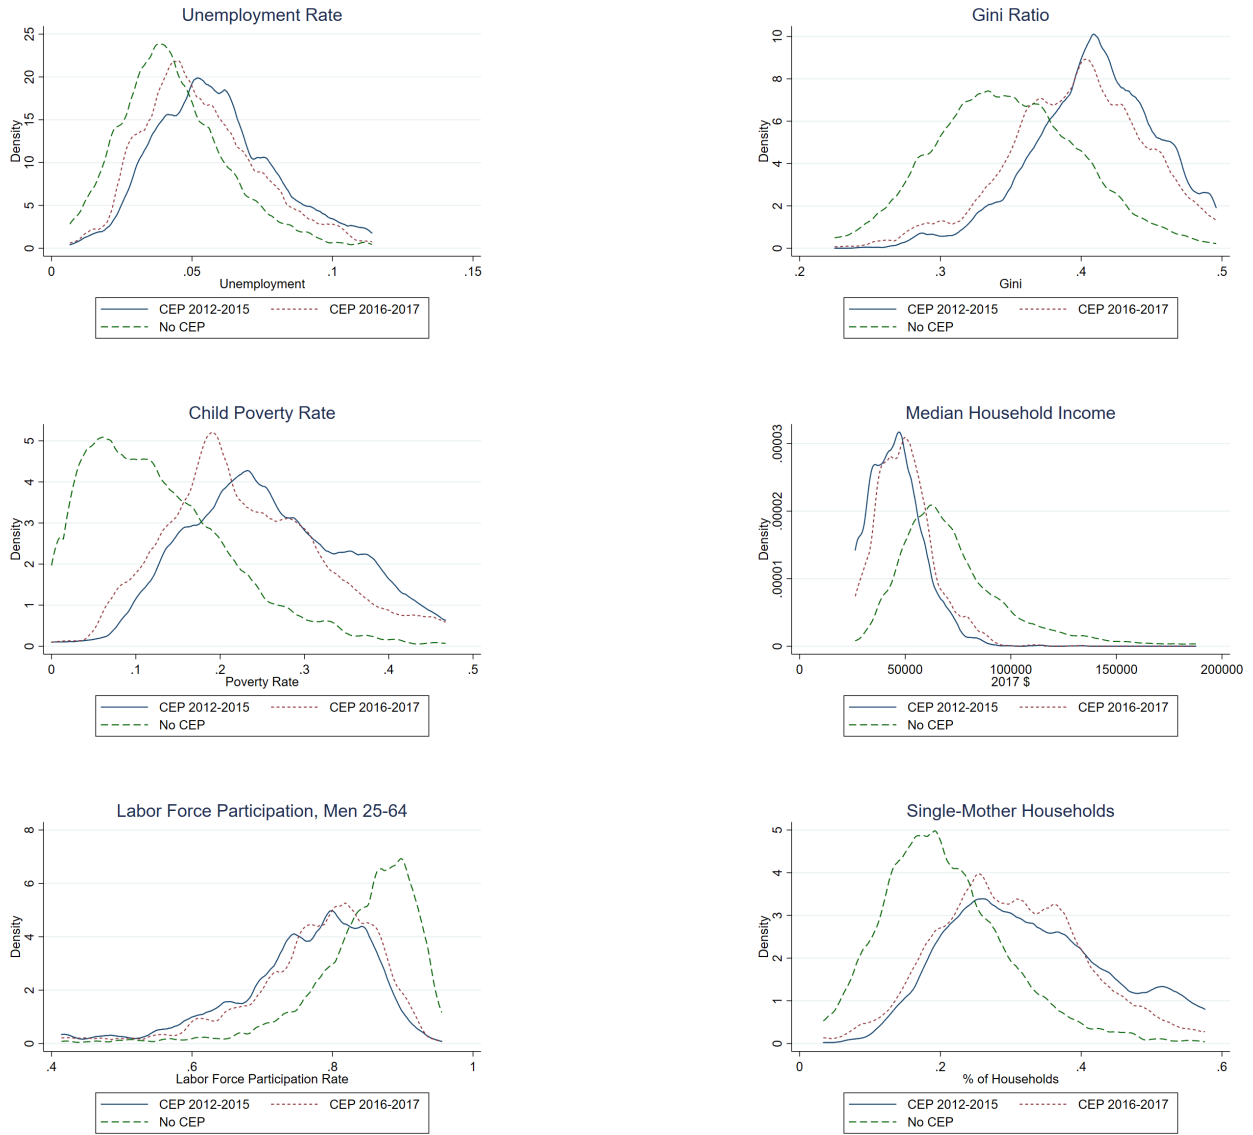 Unemployment Rate
25
20
15
10
5
0
Density
0 .05 .1 .15
Unemployment
CEP 2012-2015 CEP 2016-2017
No CEP
Gini Ratio
10
8
6
4
2
0
Density
.2 .3 .4 .5
Gini
CEP 2012-2015 CEP 2016-2017
No CEP
Child Poverty Rate
5
4
3
2
1
0
Density
0 .1 .2 .3 .4 .5
Poverty Rate
CEP 2012-2015 CEP 2016-2017
No CEP
Median Household Income
.00003
.00002
.00001
0
Density
0 50000 100000 150000 200000
2017 $
CEP 2012-2015 CEP 2016-2017
No CEP
Labor Force Participation, Men 25-64
8
6
4
2
0
Density
.4 .6 .8 1
Labor Force Participation Rate
CEP 2012-2015 CEP 2016-2017
No CEP
Single-Mother Households
5
4
3
2
1
0
Density
0 .2 .4 .6
% of Households
CEP 2012-2015 CEP 2016-2017
No CEP